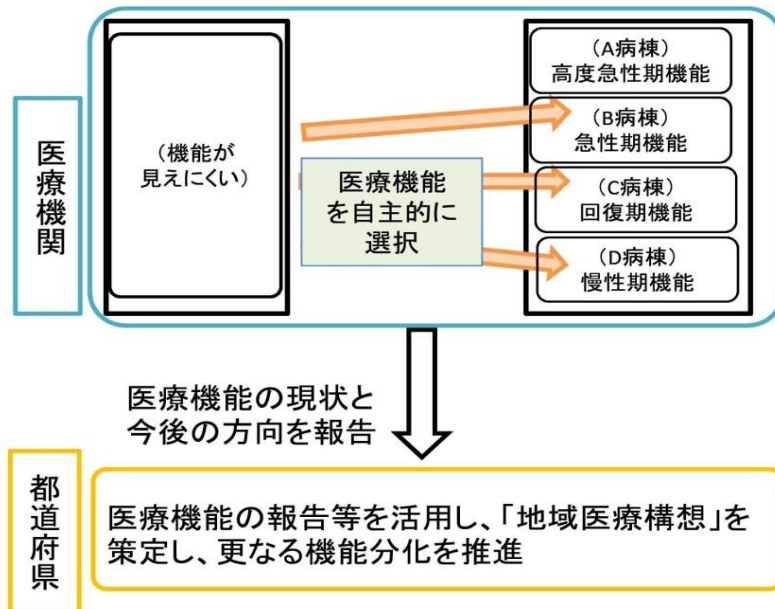 医療機関
（機能が
見えにくい）
医療機能
を自主的に
選択
（A病棟）
高度急性期機能
（B病棟）
急性期機能
（C病棟）
回復期機能
（D病棟）
慢性期機能
医療機能の現状と
今後の方向を報告
都道府県
医療機能の報告等を活用し、「地域医療構想」を
策定し、更なる機能分化を推進